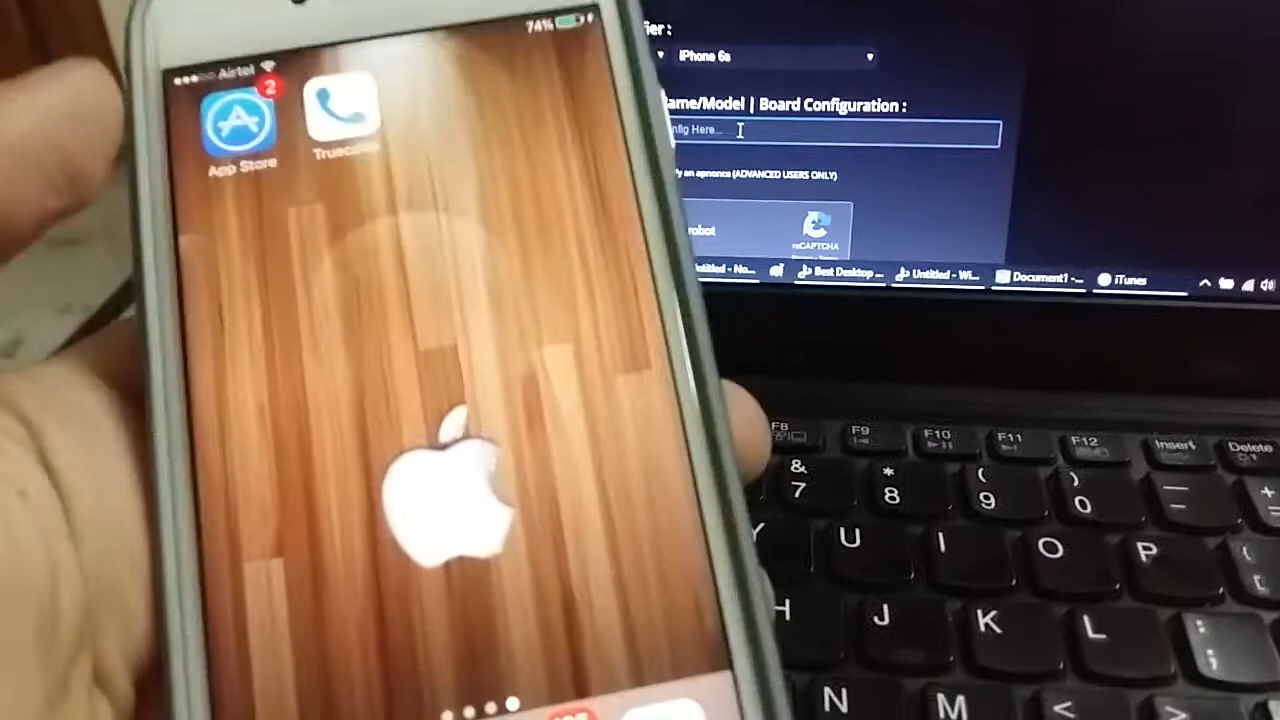 Airtel
74%
2
App Store
ier :
iPhone 6s
ame/Model | Board Configuration :
nfig Here...
y an apnonce (ADVANCED USERS ONLY)
robot
reCAPTCHA
Untitled - No...
Best Desktop ...
Untitled - Wi...
Document1 -...
iTunes
F8
F9
F10
F11
F12
Insert
Delete
& 7
* 8
( 9
) 0
Y
U
I
O
P
H
J
K
L
N
M
<
>